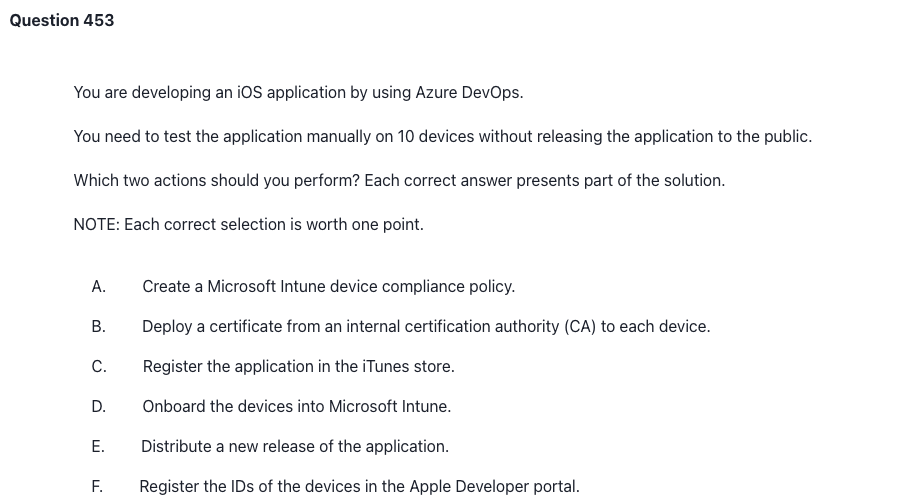 Question 453
You are developing an iOS application by using Azure DevOps.
You need to test the application manually on 10 devices without releasing the application to the public.
Which two actions should you perform? Each correct answer presents part of the solution.
NOTE: Each correct selection is worth one point.
A. Create a Microsoft Intune device compliance policy.
B. Deploy a certificate from an internal certification authority (CA) to each device.
C. Register the application in the iTunes store.
D. Onboard the devices into Microsoft Intune.
E. Distribute a new release of the application.
F. Register the IDs of the devices in the Apple Developer portal.